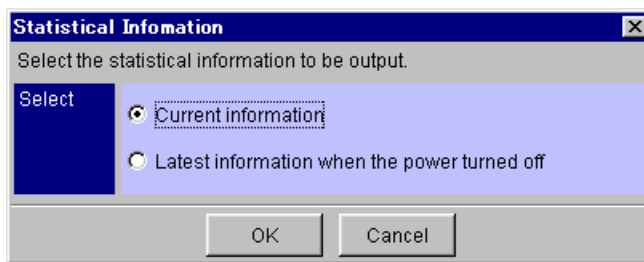 Statistical Infomation
Select the statistical information to be output.
Select
Current information
Latest information when the power turned off
OK
Cancel